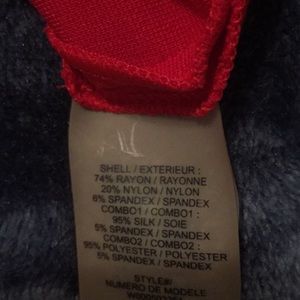 SHELL / EXTERIEUR :
74% RAYON / RAYONNE
20% NYLON / NYLON
6% SPANDEX / SPANDEX
COMBO1 / COMBO1 :
95% SILK / SOIE
5% SPANDEX / SPANDEX
COMBO2 / COMBO2 :
95% POLYESTER / POLYESTER
5% SPANDEX / SPANDEX
STYLE#/
NUMERO DE MODELE